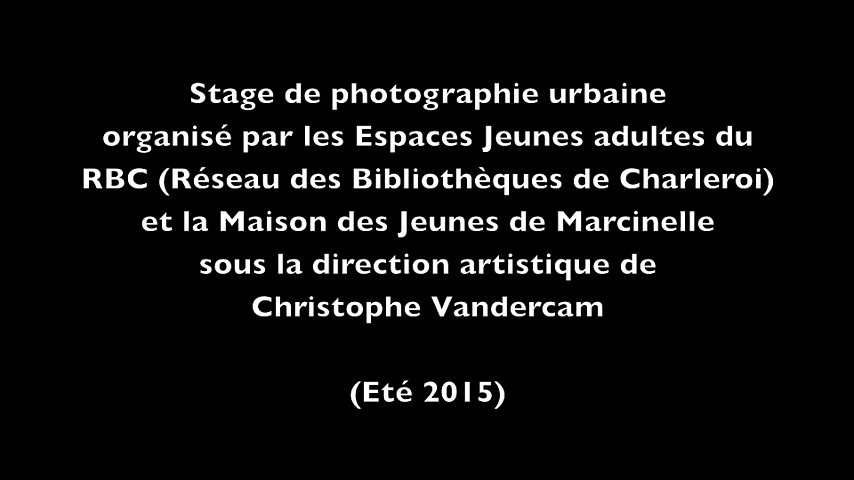 Stage de photographie urbaine
organisé par les Espaces Jeunes adultes du
RBC (Réseau des Bibliothèques de Charleroi)
et la Maison des Jeunes de Marcinelle
sous la direction artistique de
Christophe Vandercam
(Eté 2015)